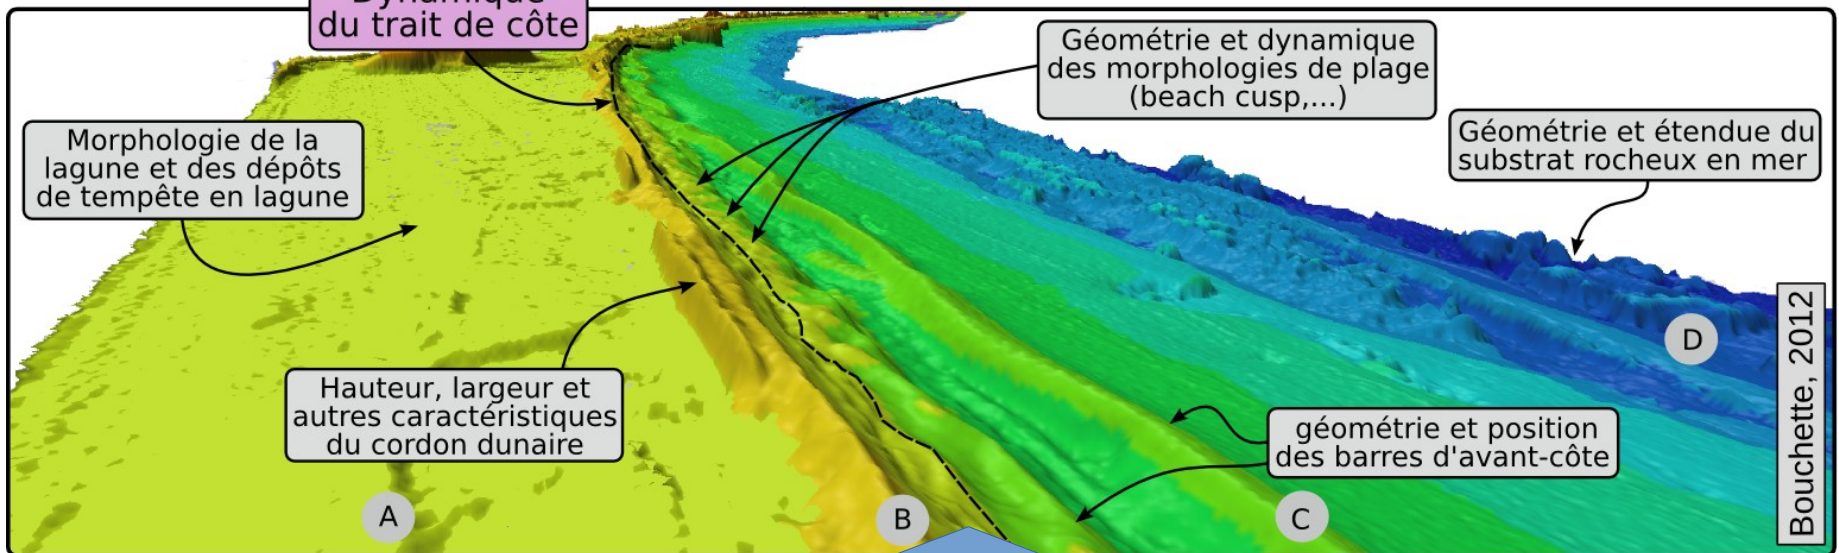 Dynamique
du trait de côte
Géométrie et dynamique
des morphologies de plage
(beach cusp,...)
Géométrie et étendue du
substrat rocheux en mer
Morphologie de la
lagune et des dépôts
de tempête en lagune
Hauteur, largeur et
autres caractéristiques
du cordon dunaire
géométrie et position
des barres d'avant-côte
A
B
C
D
Bouchette, 2012